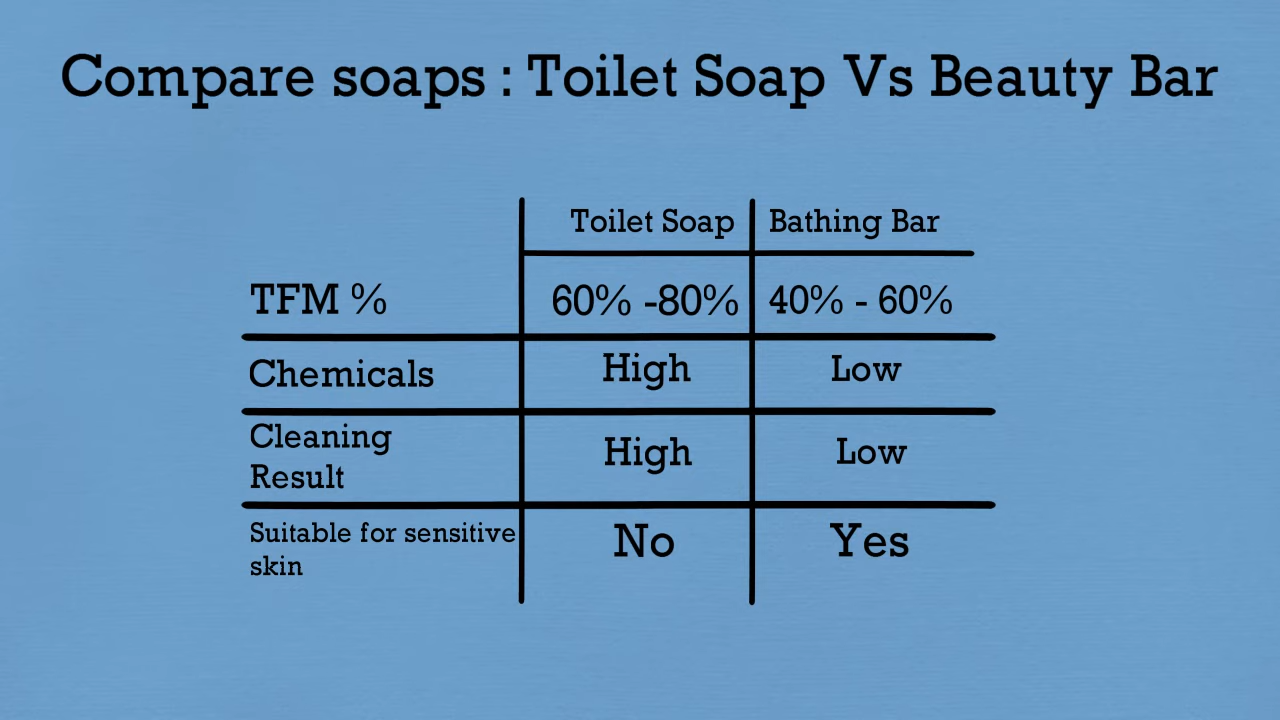 Compare soaps : Toilet Soap Vs Beauty Bar
Toilet Soap Bathing Bar
TFM % 60% -80% 40% - 60%
Chemicals High Low
Cleaning
Result High Low
Suitable for sensitive
skin No Yes